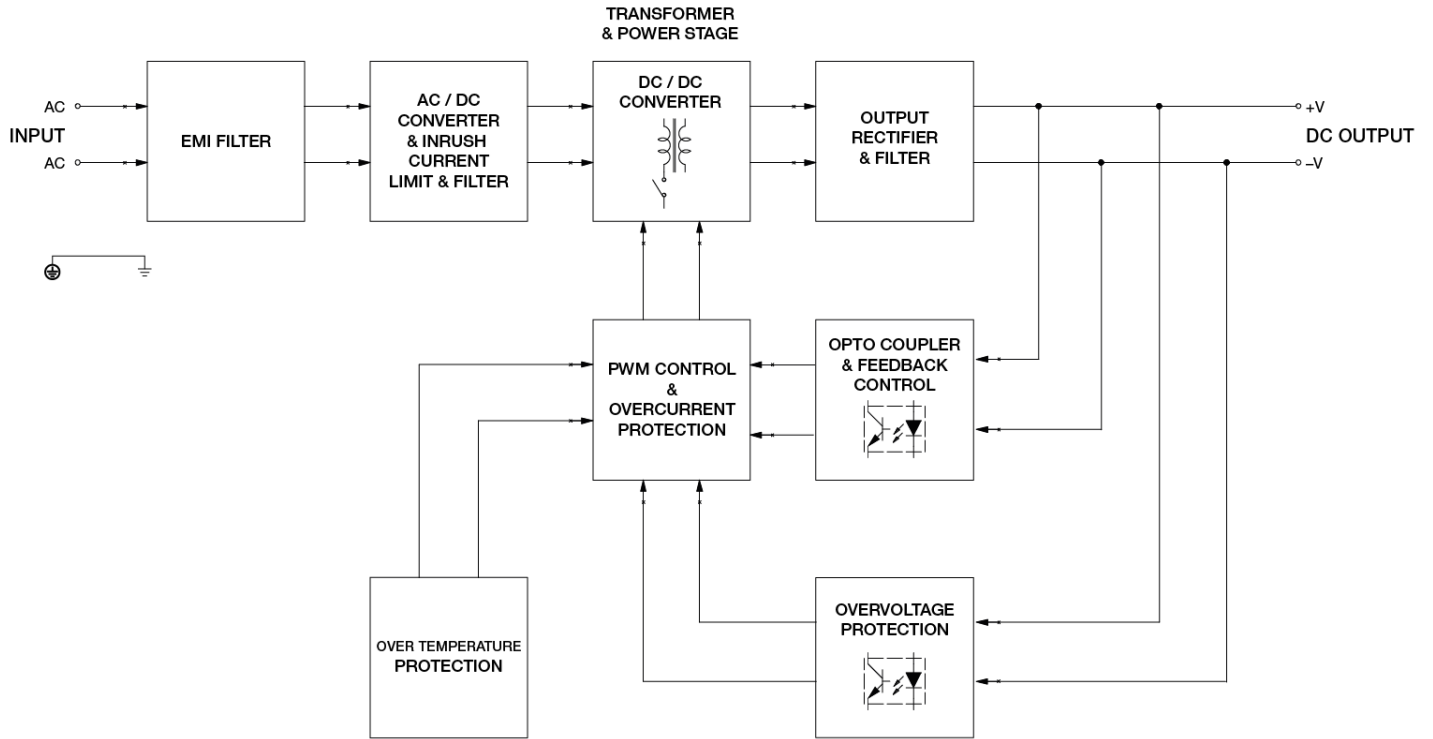 TRANSFORMER
& POWER STAGE
AC
INPUT
AC
EMI FILTER
AC / DC
CONVERTER
& INRUSH
CURRENT
LIMIT & FILTER
DC / DC
CONVERTER
OUTPUT
RECTIFIER
& FILTER
+V
DC OUTPUT
–V
PWM CONTROL
&
OVERCURRENT
PROTECTION
OPTO COUPLER
& FEEDBACK
CONTROL
OVER TEMPERATURE
PROTECTION
OVERVOLTAGE
PROTECTION